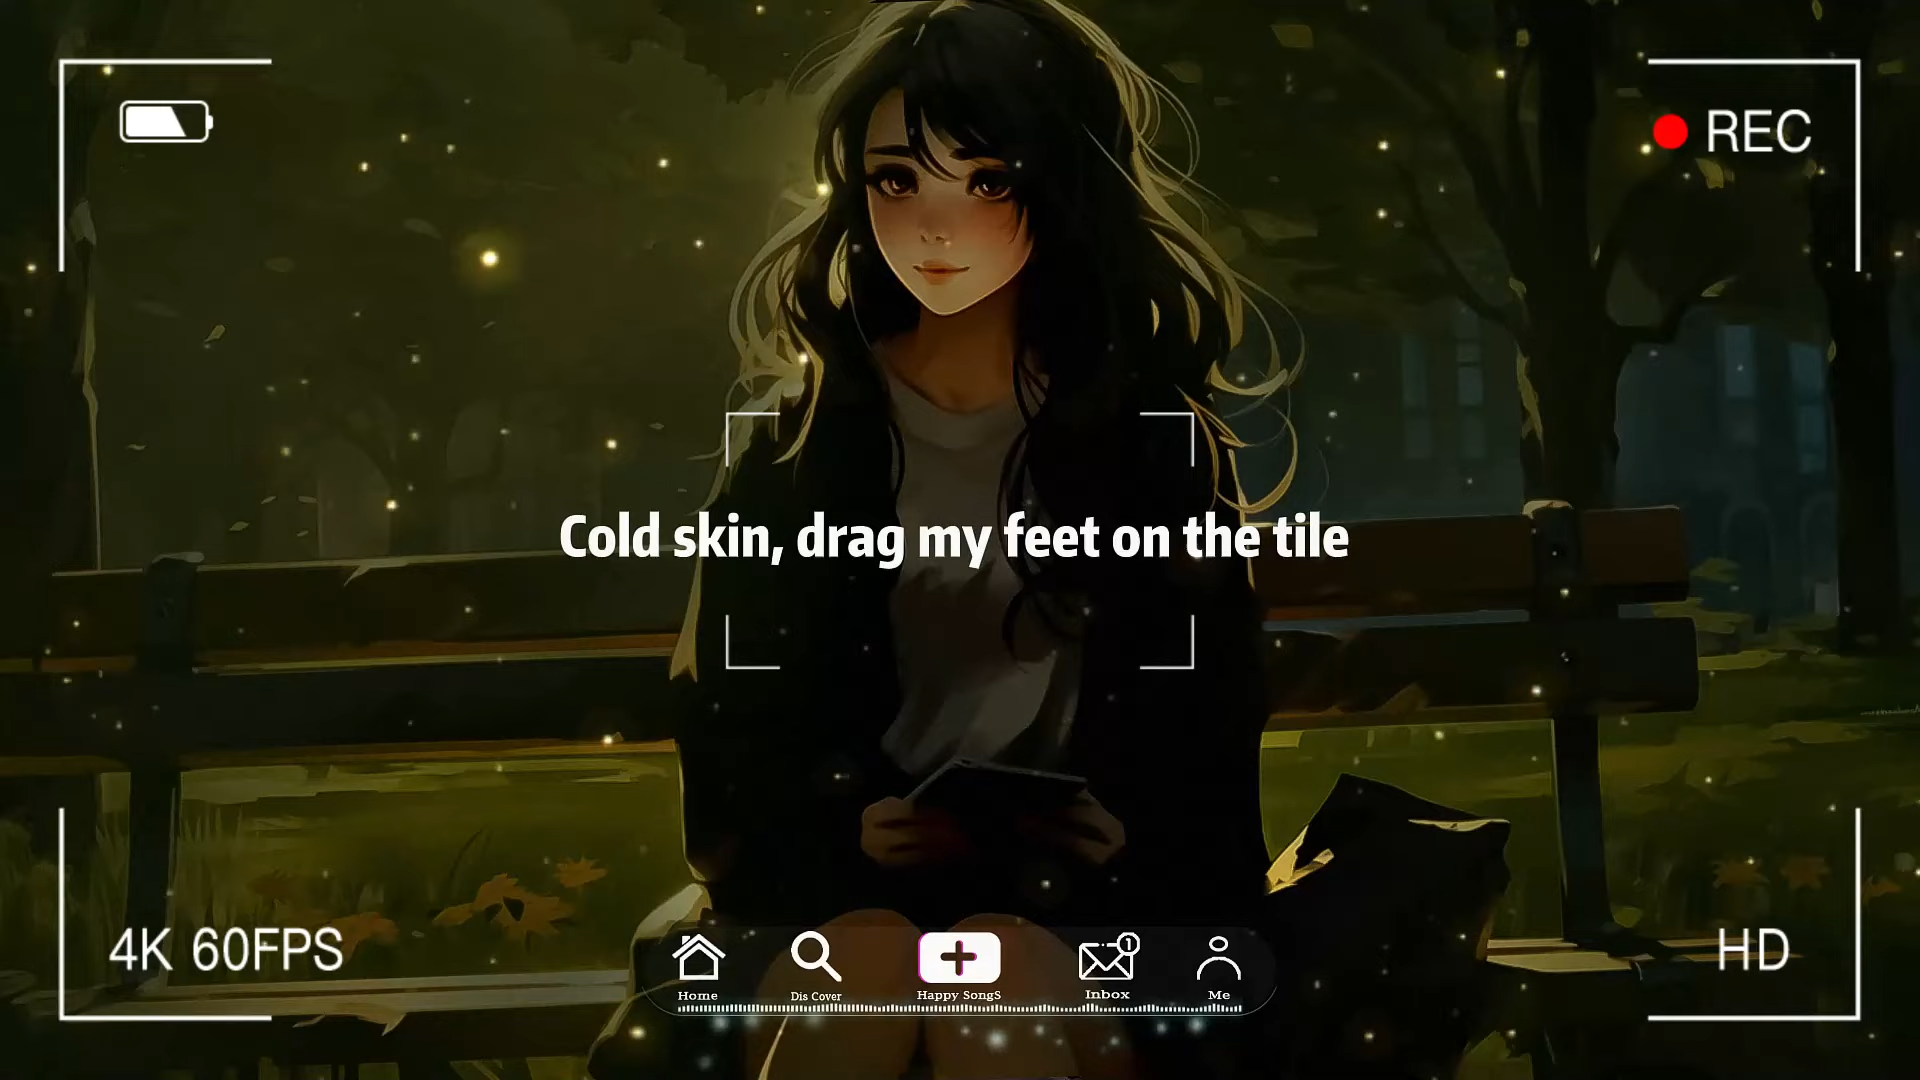 REC
Cold skin, drag my feet on the tile
4K 60FPS
HD
1
Home
Dis Cover
Happy SongS
Inbox
Me